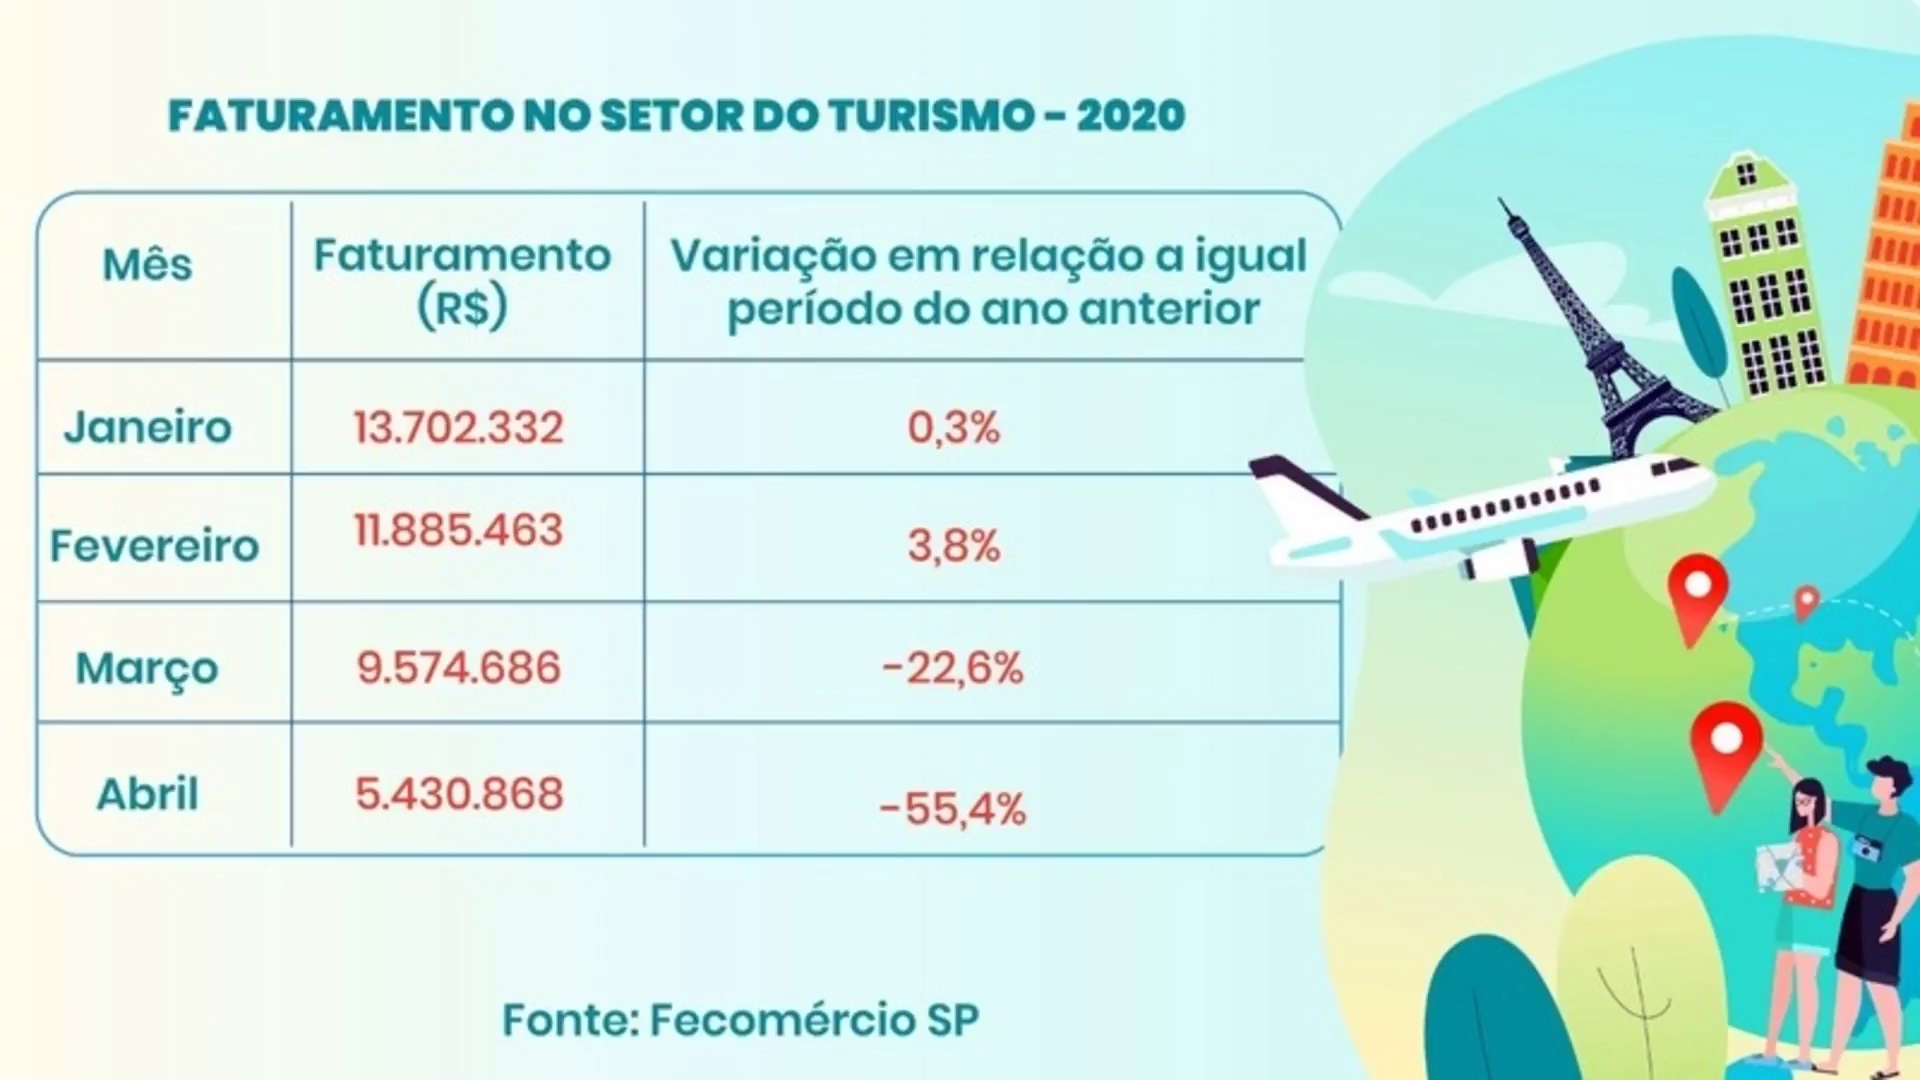 FATURAMENTO NO SETOR DO TURISMO - 2020
Mês
Faturamento
(R$)
Variação em relação a igual
período do ano anterior
Janeiro
13.702.332
0,3%
Fevereiro
11.885.463
3,8%
Março
9.574.686
-22,6%
Abril
5.430.868
-55,4%
Fonte: Fecomércio SP